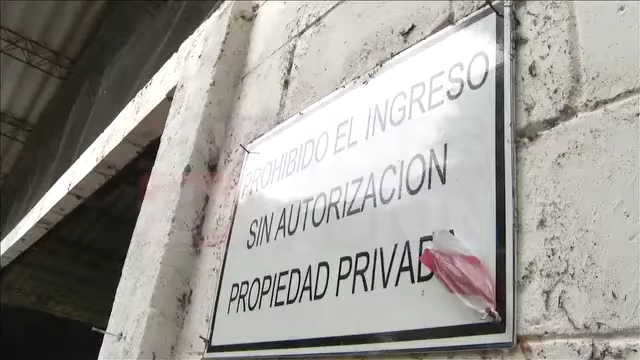 PROHIBIDO EL INGRESO
SIN AUTORIZACION
PROPIEDAD PRIVADA